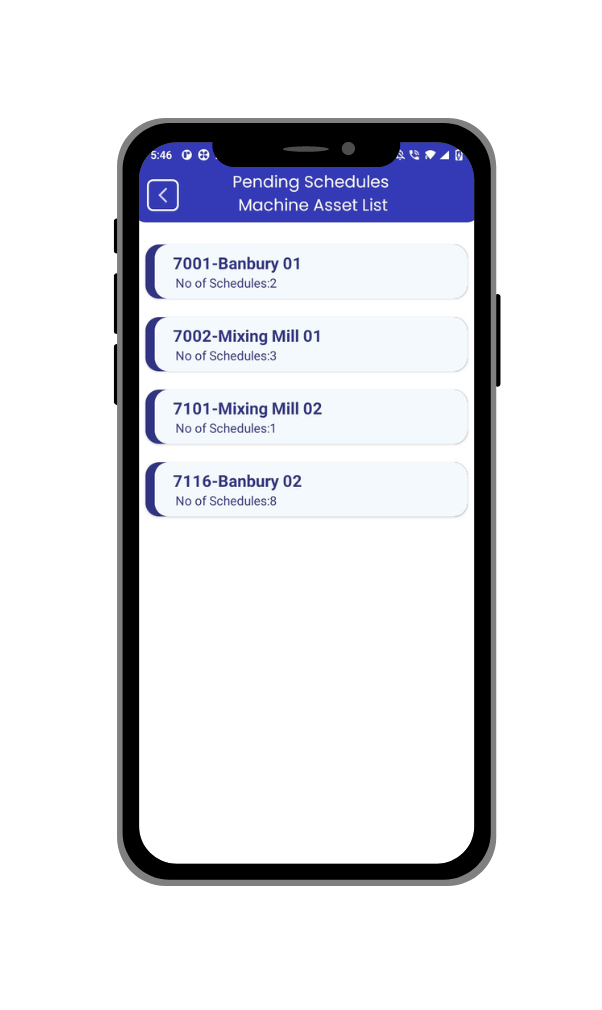 5:46
Pending Schedules
Machine Asset List
7001-Banbury 01
No of Schedules:2
7002-Mixing Mill 01
No of Schedules:3
7101-Mixing Mill 02
No of Schedules:1
7116-Banbury 02
No of Schedules:8